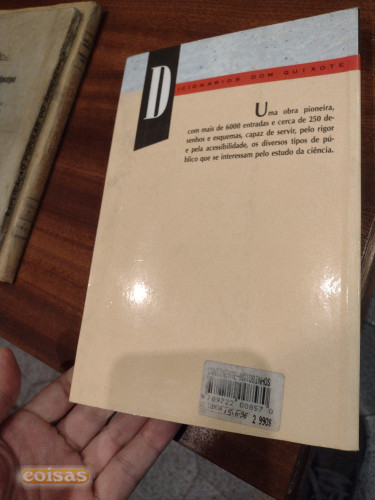 DICIONÁRIOS DOM QUIXOTE
Uma obra pioneira,
com mais de 6000 entradas e cerca de 250 de-
senhos e esquemas, capaz de servir, pelo rigor
e pela acessibilidade, os diversos tipos de pú-
blico que se interessam pelo estudo da ciência.
2 990$
coisas